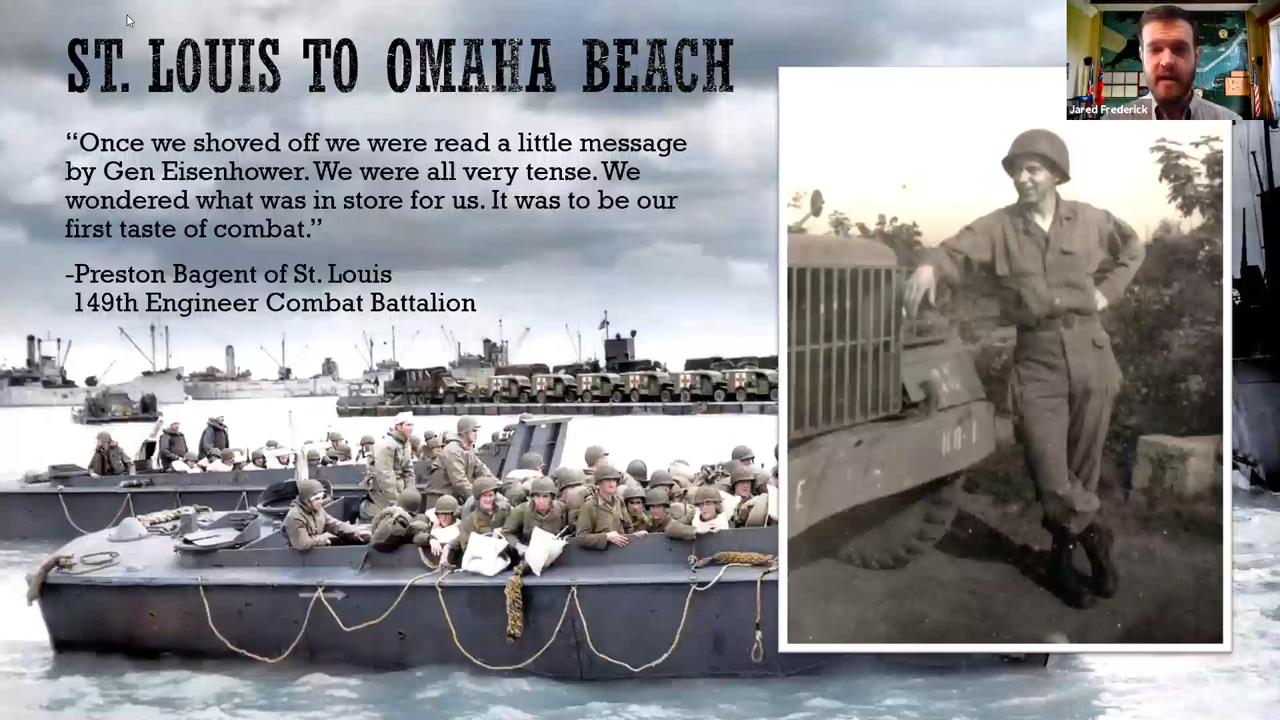 ST. LOUIS TO OMAHA BEACH
“Once we shoved off we were read a little message
by Gen Eisenhower. We were all very tense. We
wondered what was in store for us. It was to be our
first taste of combat.”
-Preston Bagent of St. Louis
149th Engineer Combat Battalion
Jared Frederick
HQ-1
E